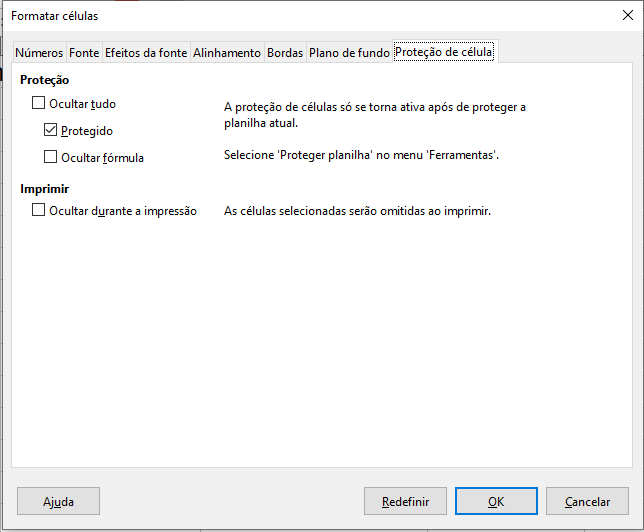 Formatar células
Números Fonte Efeitos da fonte Alinhamento Bordas Plano de fundo Proteção de célula
Proteção
Ocultar tudo
Protegido
Ocultar fórmula
A proteção de células só se torna ativa após de proteger a
planilha atual.
Selecione 'Proteger planilha' no menu 'Ferramentas'.
Imprimir
Ocultar durante a impressão
As células selecionadas serão omitidas ao imprimir.
Ajuda Redefinir OK Cancelar